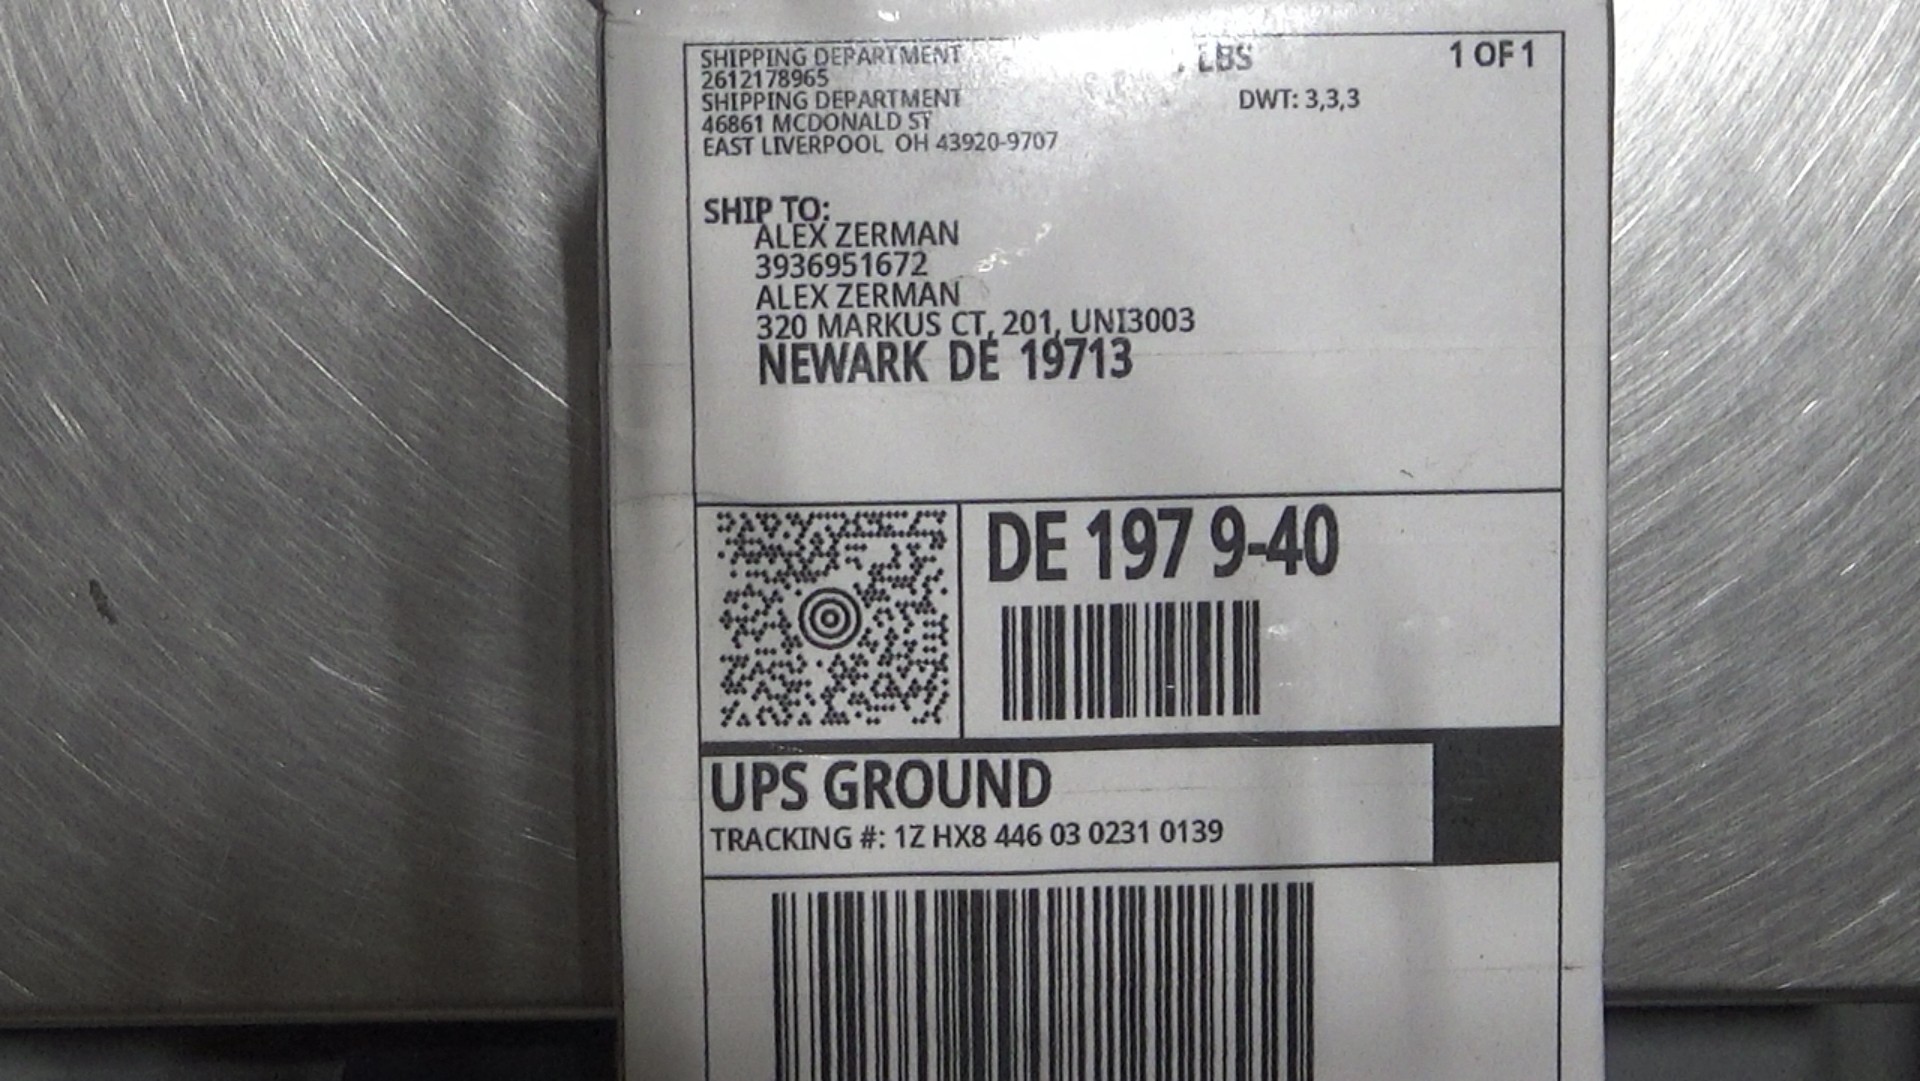 SHIPPING DEPARTMENT
2612178965
SHIPPING DEPARTMENT
46861 MCDONALD ST
EAST LIVERPOOL OH 43920-9707
LBS
1 OF 1
DWT: 3,3,3
SHIP TO:
ALEX ZERMAN
3936951672
ALEX ZERMAN
320 MARKUS CT, 201, UNI3003
NEWARK DE 19713
DE 197 9-40
UPS GROUND
TRACKING #: 1Z HX8 446 03 0231 0139